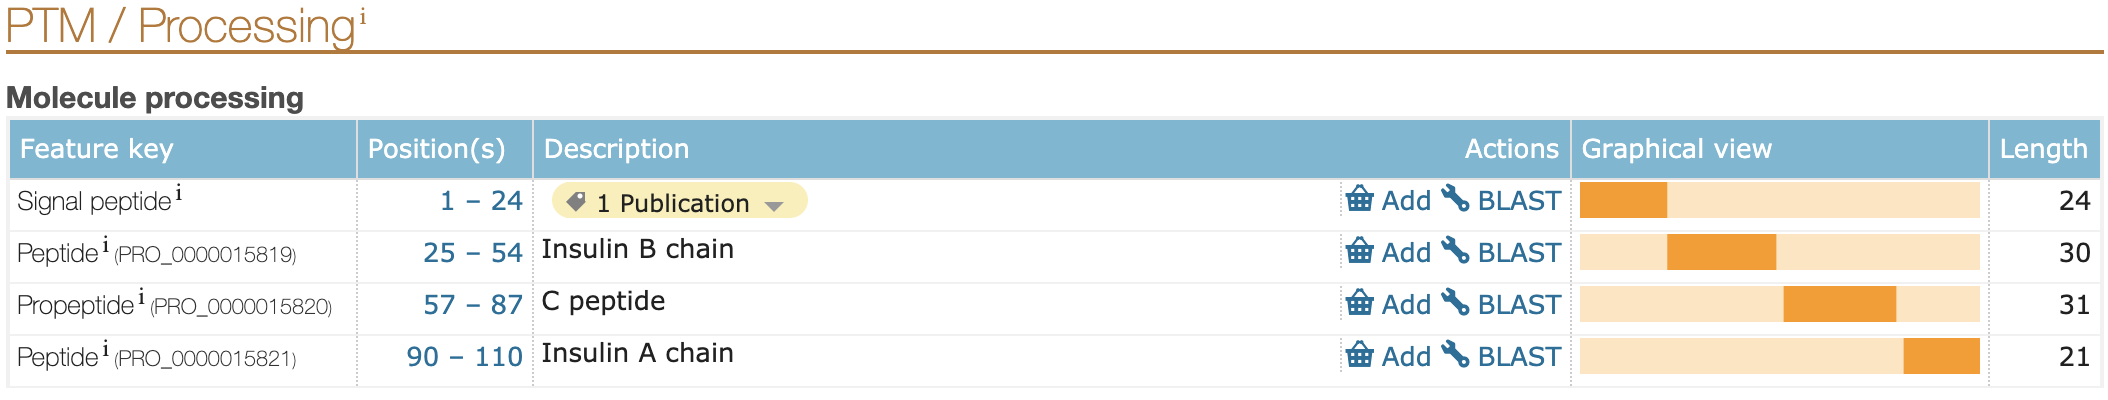 PTM / Processing i
Molecule processing
Feature key Position(s) Description Actions Graphical view Length
Signal peptide i 1 – 24 1 Publication Add BLAST 24
Peptide i (PRO_0000015819) 25 – 54 Insulin B chain Add BLAST 30
Propeptide i (PRO_0000015820) 57 – 87 C peptide Add BLAST 31
Peptide i (PRO_0000015821) 90 – 110 Insulin A chain Add BLAST 21